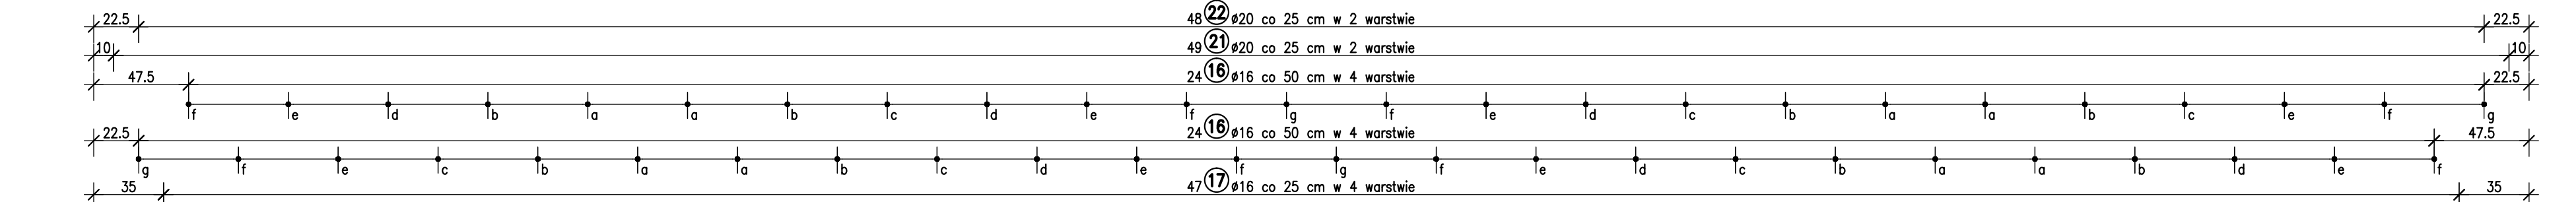 22.5 48 22 ø20 co 25 cm w 2 warstwie 22.5
10 49 21 ø20 co 25 cm w 2 warstwie 10
47.5 24 16 ø16 co 50 cm w 4 warstwie 22.5
f e d b a a b c d e f g f e d c b a a b c e f g
22.5 24 16 ø16 co 50 cm w 4 warstwie 47.5
g f e c b a a b c d e f g f e d c b a a b d e f
35 47 17 ø16 co 25 cm w 4 warstwie 35